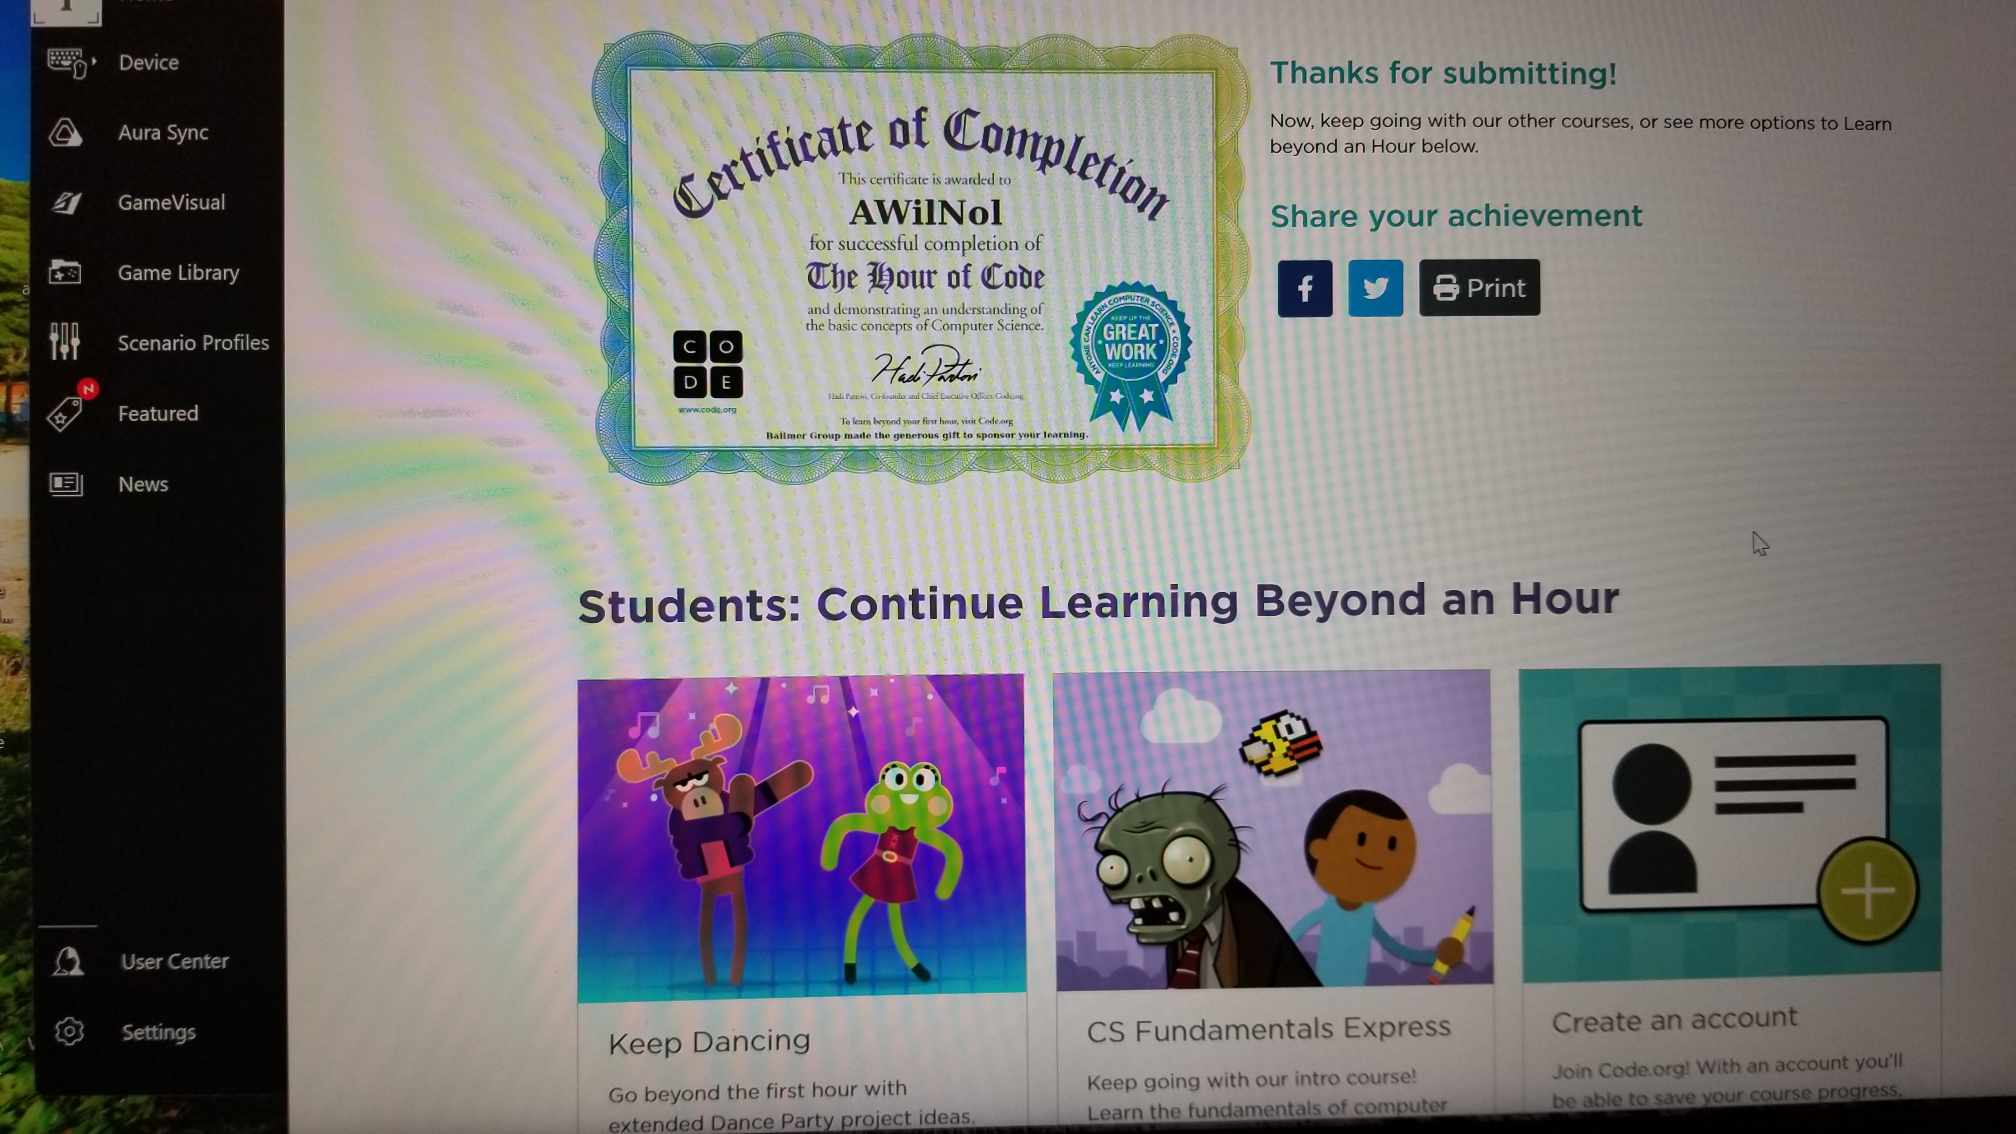 Device
Aura Sync
GameVisual
Game Library
Scenario Profiles
N
Featured
News
User Center
Settings
Certificate of Completion
This certificate is awarded to
AWilNol
for successful completion of
The Hour of Code
and demonstrating an understanding of
the basic concepts of Computer Science.
C O
D E
www.code.org
Hadi Partovi
Hadi Partovi, Co-founder and Chief Executive Officer, Code.org
To learn beyond your first hour, visit Code.org
Ballmer Group made the generous gift to sponsor your learning.
ANYONE CAN LEARN COMPUTER SCIENCE • CODE.ORG
KEEP UP THE
GREAT
WORK
KEEP LEARNING
Thanks for submitting!
Now, keep going with our other courses, or see more options to Learn
beyond an Hour below.
Share your achievement
f
Print
Students: Continue Learning Beyond an Hour
Keep Dancing
Go beyond the first hour with
extended Dance Party project ideas.
CS Fundamentals Express
Keep going with our intro course!
Learn the fundamentals of computer
Create an account
Join Code.org! With an account you'll
be able to save your course progress,